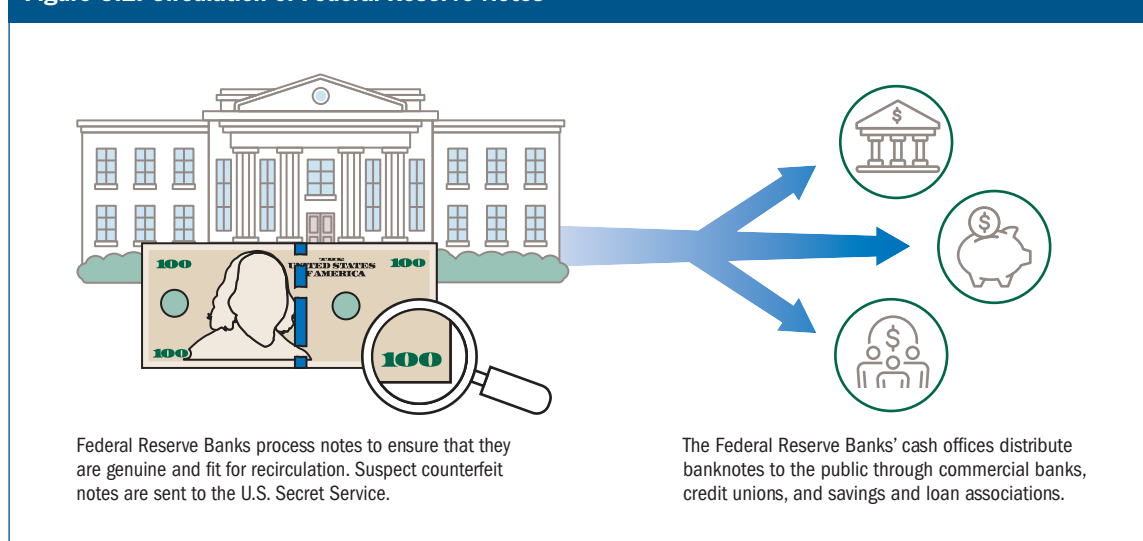 100
THE
UNITED STATES
OF AMERICA
100
100
100
$
$
$
Federal Reserve Banks process notes to ensure that they
are genuine and fit for recirculation. Suspect counterfeit
notes are sent to the U.S. Secret Service.
The Federal Reserve Banks’ cash offices distribute
banknotes to the public through commercial banks,
credit unions, and savings and loan associations.